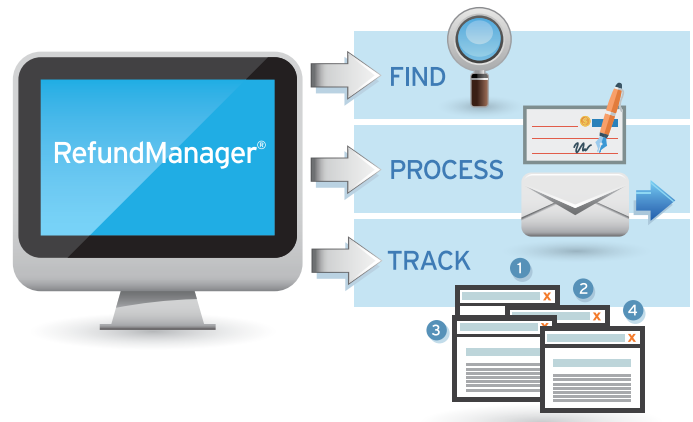 RefundManager®
FIND
PROCESS
TRACK
1
2
3
4
X
X
X
X